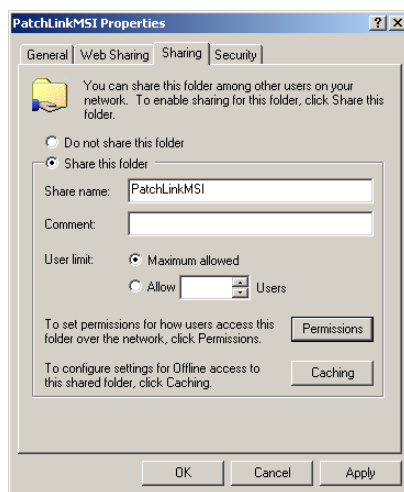 PatchLinkMSI Properties
General Web Sharing Sharing Security
You can share this folder among other users on your
network. To enable sharing for this folder, click Share this
folder.
Do not share this folder
Share this folder
Share name: PatchLinkMSI
Comment:
User limit: Maximum allowed
Allow Users
To set permissions for how users access this
folder over the network, click Permissions.
Permissions
To configure settings for Offline access to
this shared folder, click Caching.
Caching
OK Cancel Apply